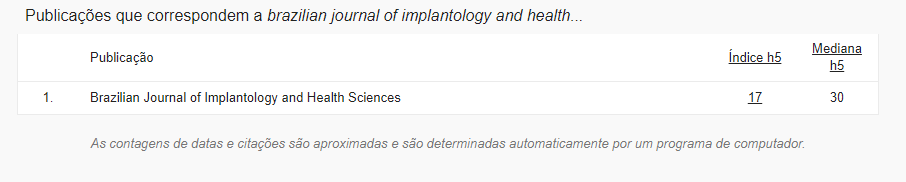 Publicações que correspondem a brazilian journal of implantology and health...
Publicação Índice h5 Mediana h5
1. Brazilian Journal of Implantology and Health Sciences 17 30
As contagens de datas e citações são aproximadas e são determinadas automaticamente por um programa de computador.